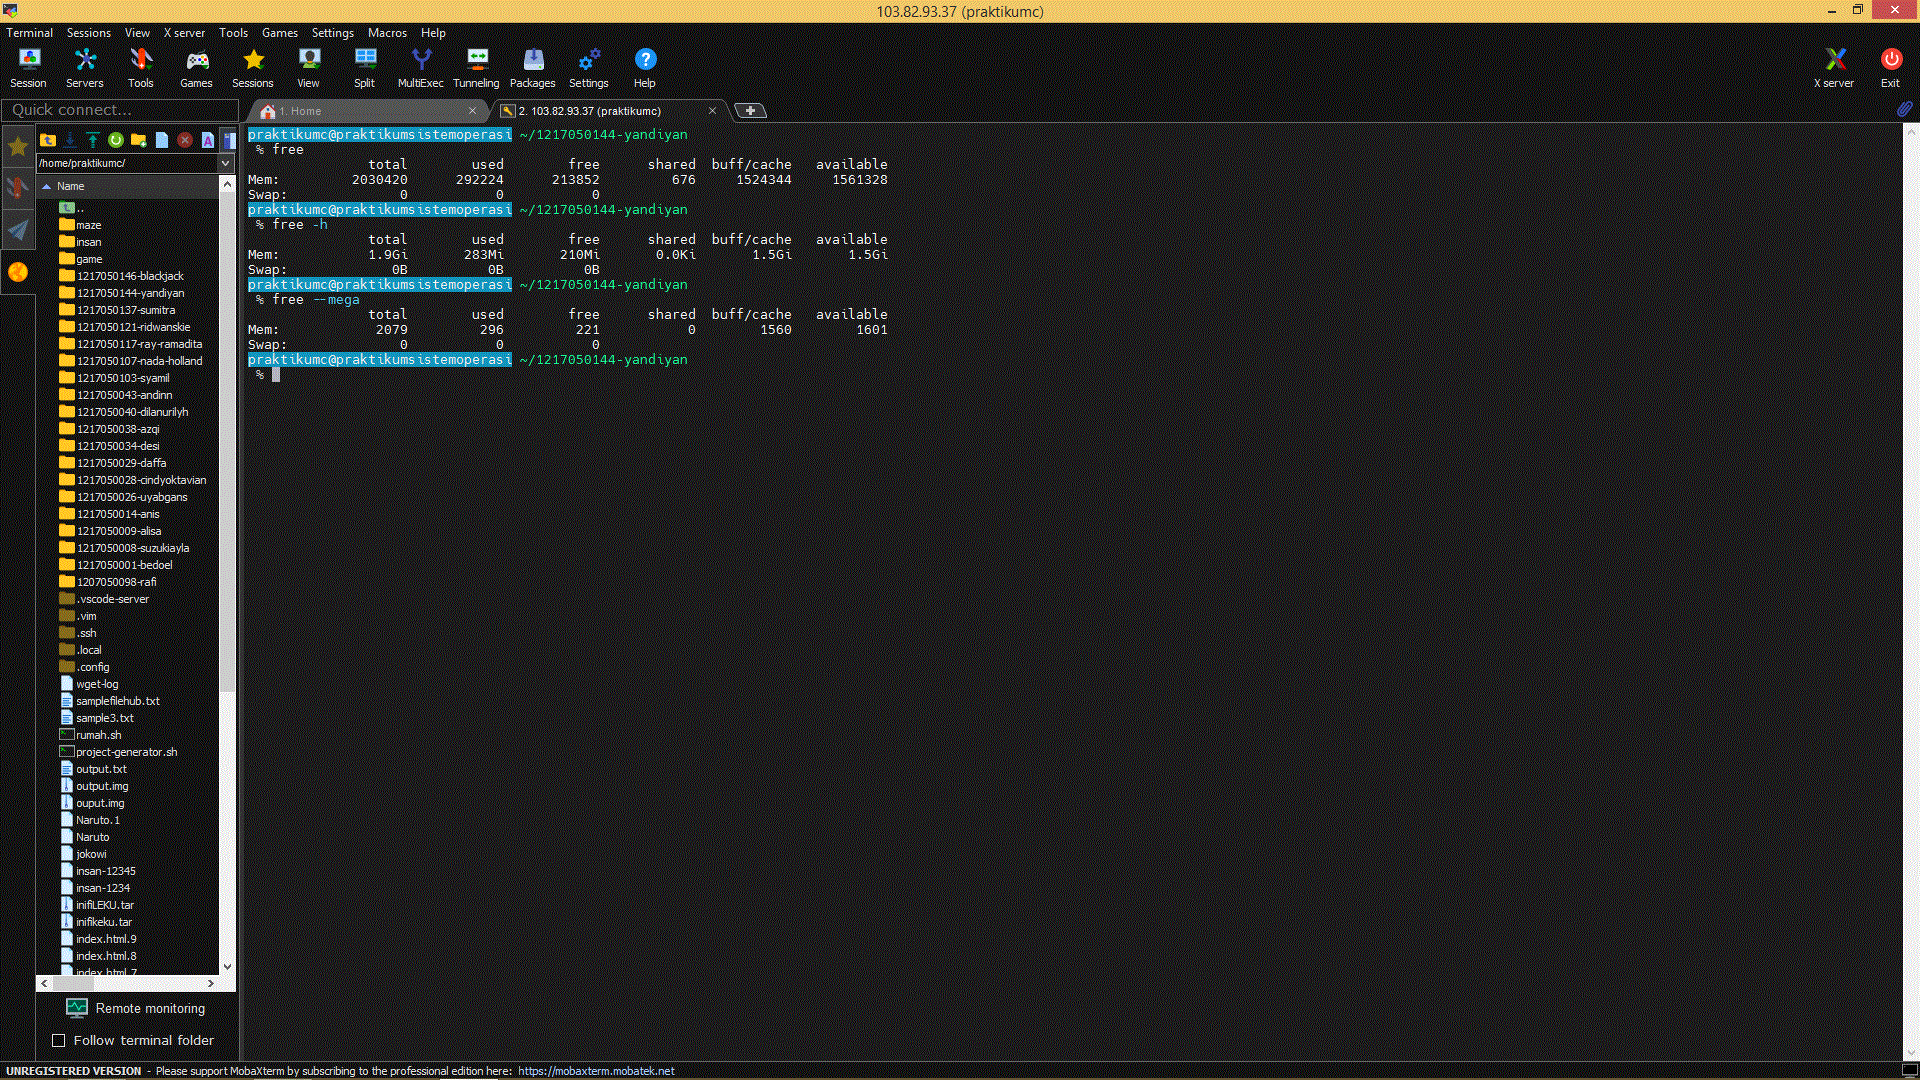 103.82.93.37 (praktikumc)
Terminal Sessions View X server Tools Games Settings Macros Help
Session Servers Tools Games Sessions View Split MultiExec Tunneling Packages Settings Help X server Exit
Quick connect...
1. Home
2. 103.82.93.37 (praktikumc)
/home/praktikumc/
Name
..
maze
insan
game
1217050146-blackjack
1217050144-yandiyan
1217050137-sumitra
1217050121-ridwanskie
1217050117-ray-ramadita
1217050107-nada-holland
1217050103-syamil
1217050043-andinn
1217050040-dilanurilyh
1217050038-azqi
1217050034-desi
1217050029-daffa
1217050028-cindyoktavian
1217050026-uyabgans
1217050014-anis
1217050009-alisa
1217050008-suzukiayla
1217050001-bedoel
1207050098-rafi
.vscode-server
.vim
.ssh
.local
.config
wget-log
samplefilehub.txt
sample3.txt
rumah.sh
project-generator.sh
output.txt
output.img
ouput.img
Naruto.1
Naruto
jokowi
insan-12345
insan-1234
inifiLEKU.tar
inifikeku.tar
index.html.9
index.html.8
index.html.7
Remote monitoring
Follow terminal folder
praktikumc@praktikumsistemoperasi ~/1217050144-yandiyan
% free
total used free shared buff/cache available
Mem: 2030420 292224 213852 676 1524344 1561328
Swap: 0 0 0
praktikumc@praktikumsistemoperasi ~/1217050144-yandiyan
% free -h
total used free shared buff/cache available
Mem: 1.9Gi 283Mi 210Mi 0.0Ki 1.5Gi 1.5Gi
Swap: 0B 0B 0B
praktikumc@praktikumsistemoperasi ~/1217050144-yandiyan
% free --mega
total used free shared buff/cache available
Mem: 2079 296 221 0 1560 1601
Swap: 0 0 0
praktikumc@praktikumsistemoperasi ~/1217050144-yandiyan
%
UNREGISTERED VERSION - Please support MobaXterm by subscribing to the professional edition here: https://mobaxterm.mobatek.net